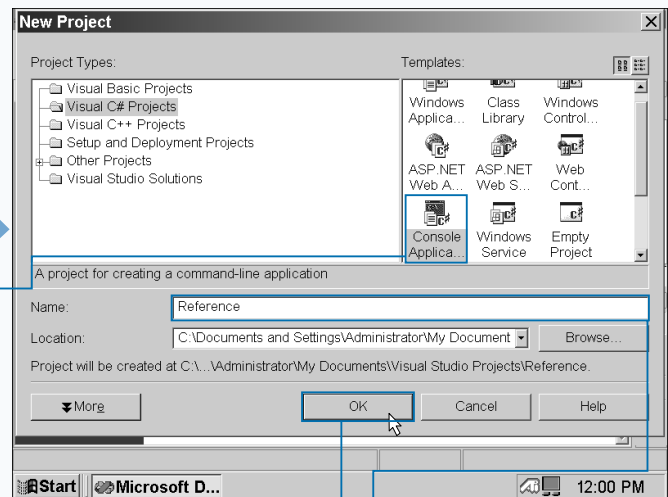 New Project
Project Types:
Templates:
Visual Basic Projects
Visual C# Projects
Visual C++ Projects
Setup and Deployment Projects
Other Projects
Visual Studio Solutions
Windows Applica...
Class Library
Windows Control...
ASP.NET Web A...
ASP.NET Web S...
Web Cont...
Console Applica...
Windows Service
Empty Project
A project for creating a command-line application
Name:
Reference
Location:
C:\Documents and Settings\Administrator\My Document
Browse...
Project will be created at C:\...\Administrator\My Documents\Visual Studio Projects\Reference.
More
OK
Cancel
Help
Start
Microsoft D...
12:00 PM